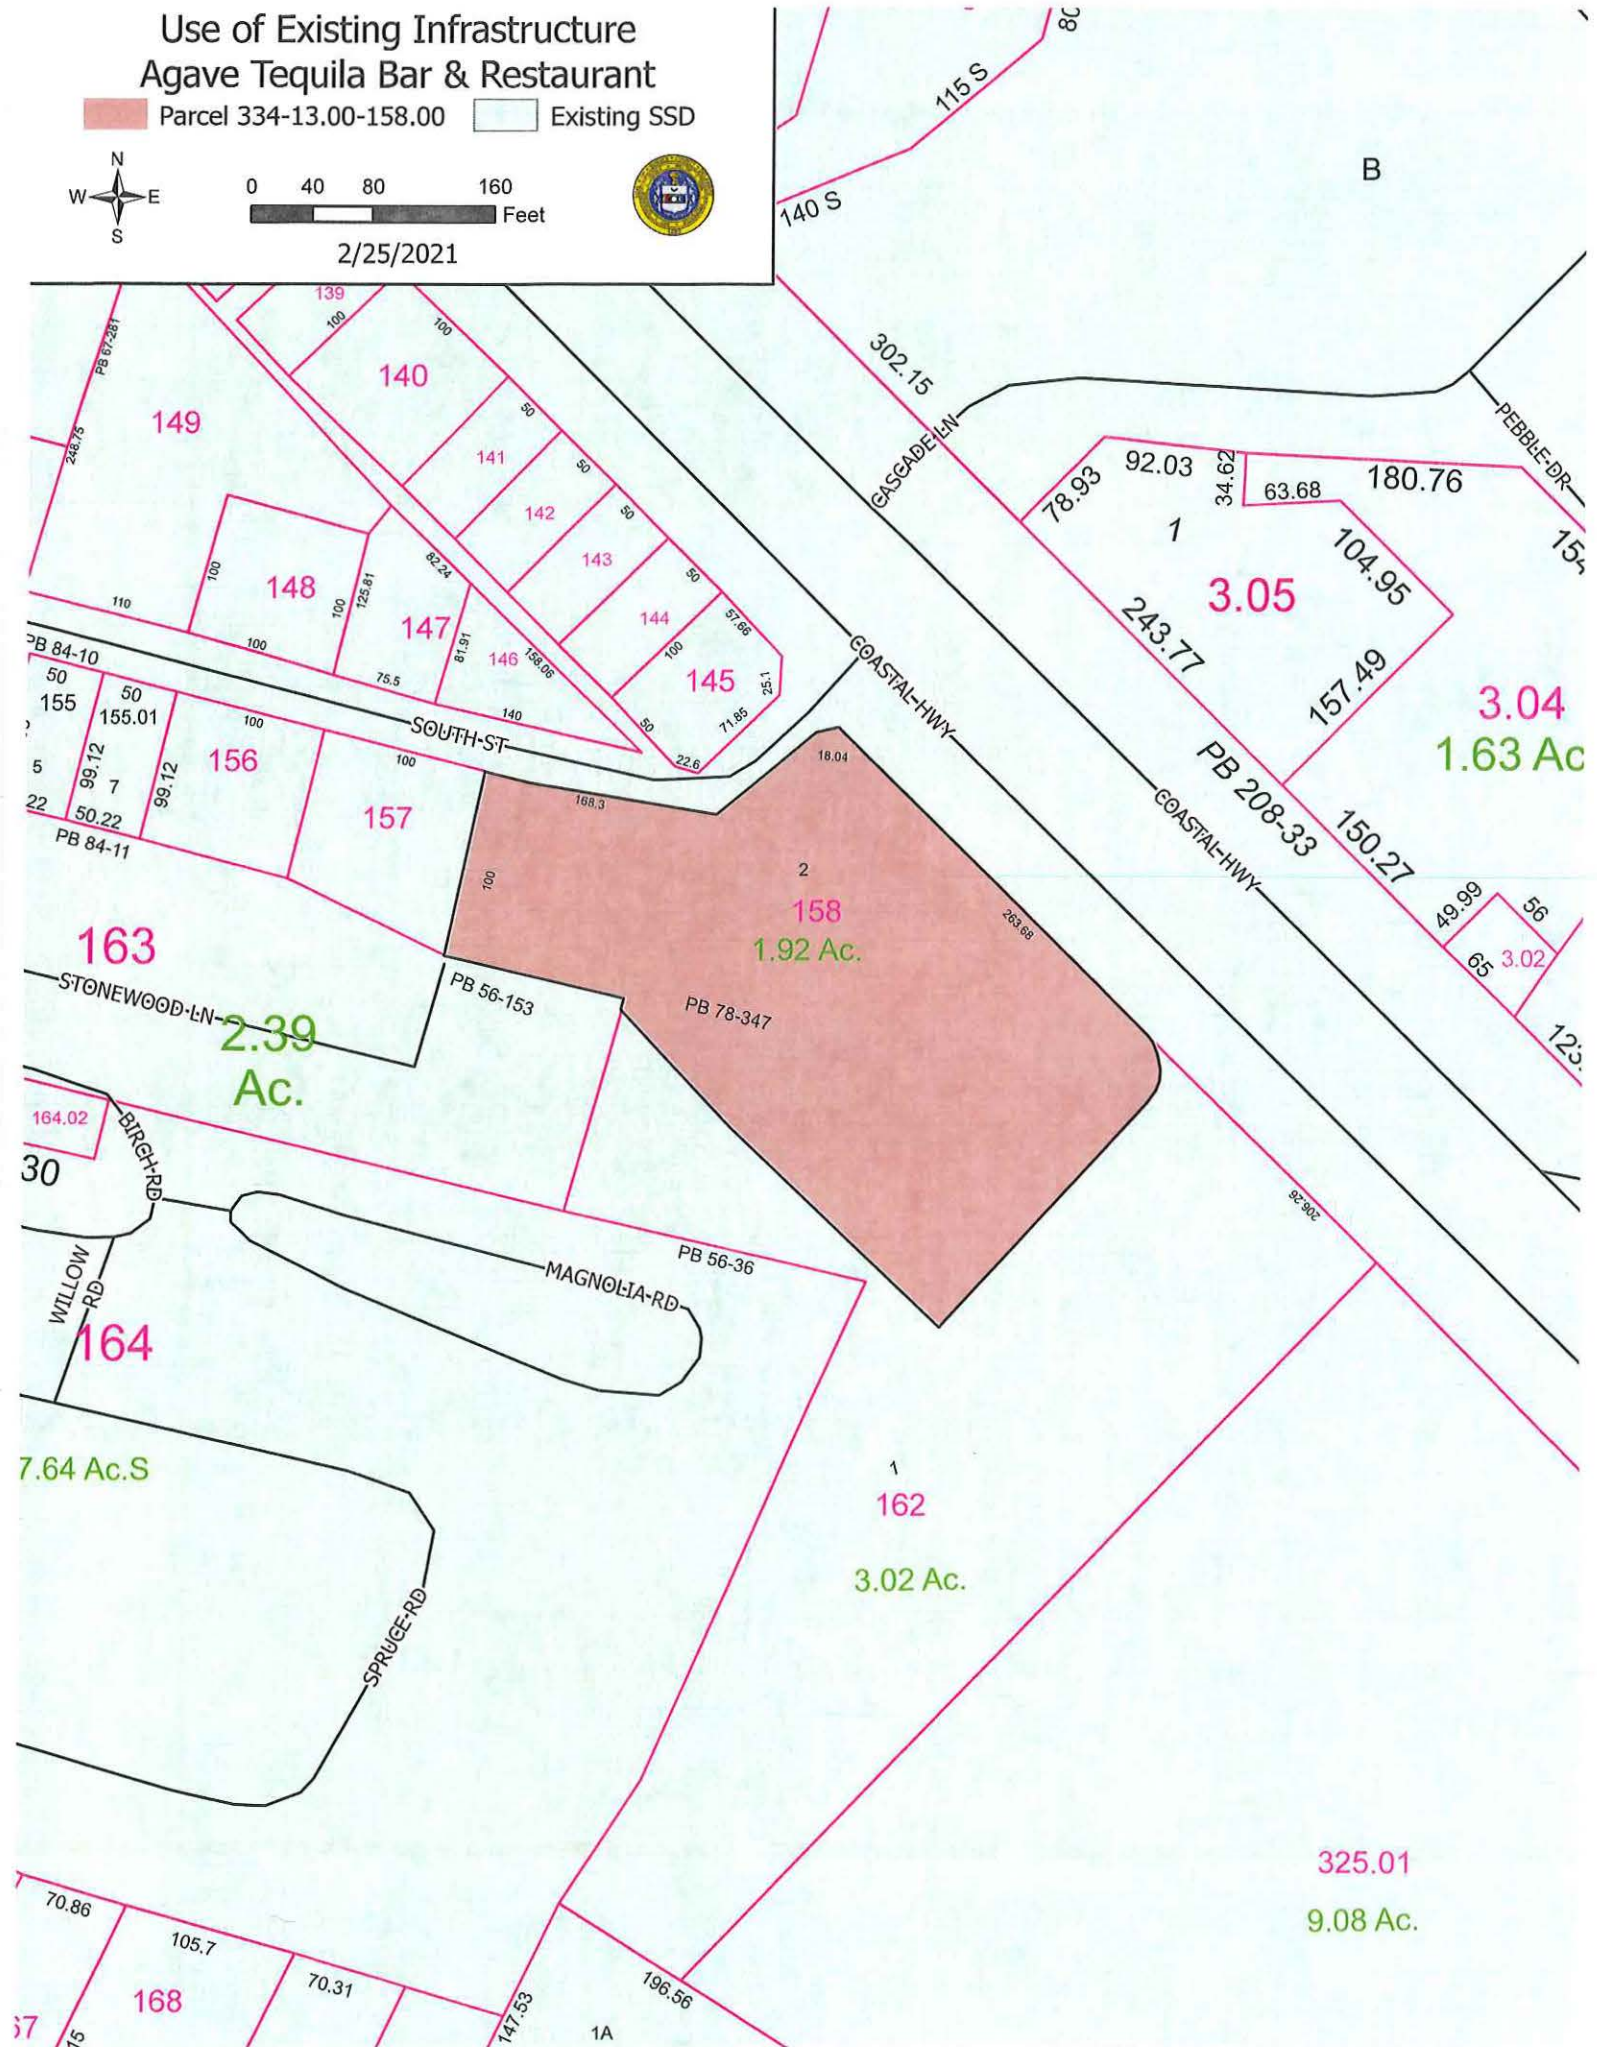 Use of Existing Infrastructure
Agave Tequila Bar & Restaurant
Parcel 334-13.00-158.00
Existing SSD
N
W
E
S
0
40
80
160
Feet
2/25/2021
80
115 S
140 S
B
302.15
CASCADE LN
PEBBLE DR
92.03
34.62
63.68
180.76
78.93
1
104.95
154
3.05
243.77
157.49
3.04
1.63 Ac
PB 208-33
150.27
49.99
56
65
3.02
123.
139
100
100
PB 67-281
140
50
149
248.75
141
50
142
50
143
50
144
57.66
100
145
25.1
71.85
50
22.6
100
148
100
125.81
82.24
147
81.91
146
158.06
110
100
75.5
140
SOUTH ST
COASTAL HWY
COASTAL HWY
PB 84-10
50
155
50
155.01
5
99.12
7
99.12
22
50.22
PB 84-11
100
156
100
157
168.3
18.04
100
2
158
1.92 Ac.
263.68
PB 78-347
163
STONEWOOD LN
2.39
Ac.
PB 56-153
164.02
30
BIRCH RD
WILLOW
RD
MAGNOLIA RD
PB 56-36
206.26
164
7.64 Ac.S
1
162
3.02 Ac.
SPRUCE RD
325.01
9.08 Ac.
70.86
105.7
70.31
168
67
15
147.53
196.56
1A